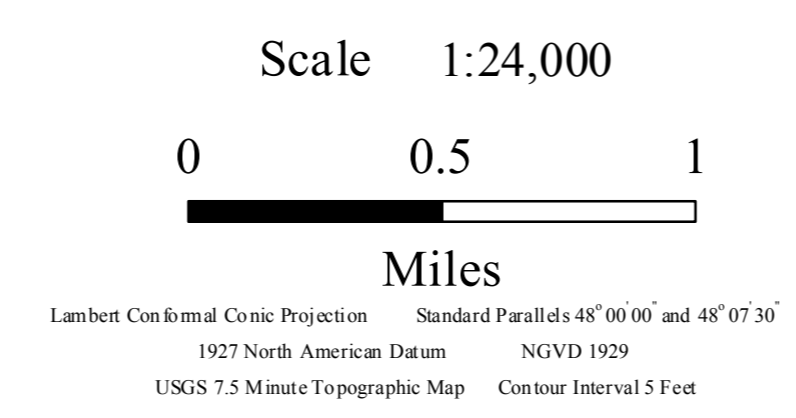 Scale 1:24,000
0 0.5 1
Miles
Lambert Conformal Conic Projection Standard Parallels 48° 00' 00" and 48° 07' 30"
1927 North American Datum NGVD 1929
USGS 7.5 Minute Topographic Map Contour Interval 5 Feet